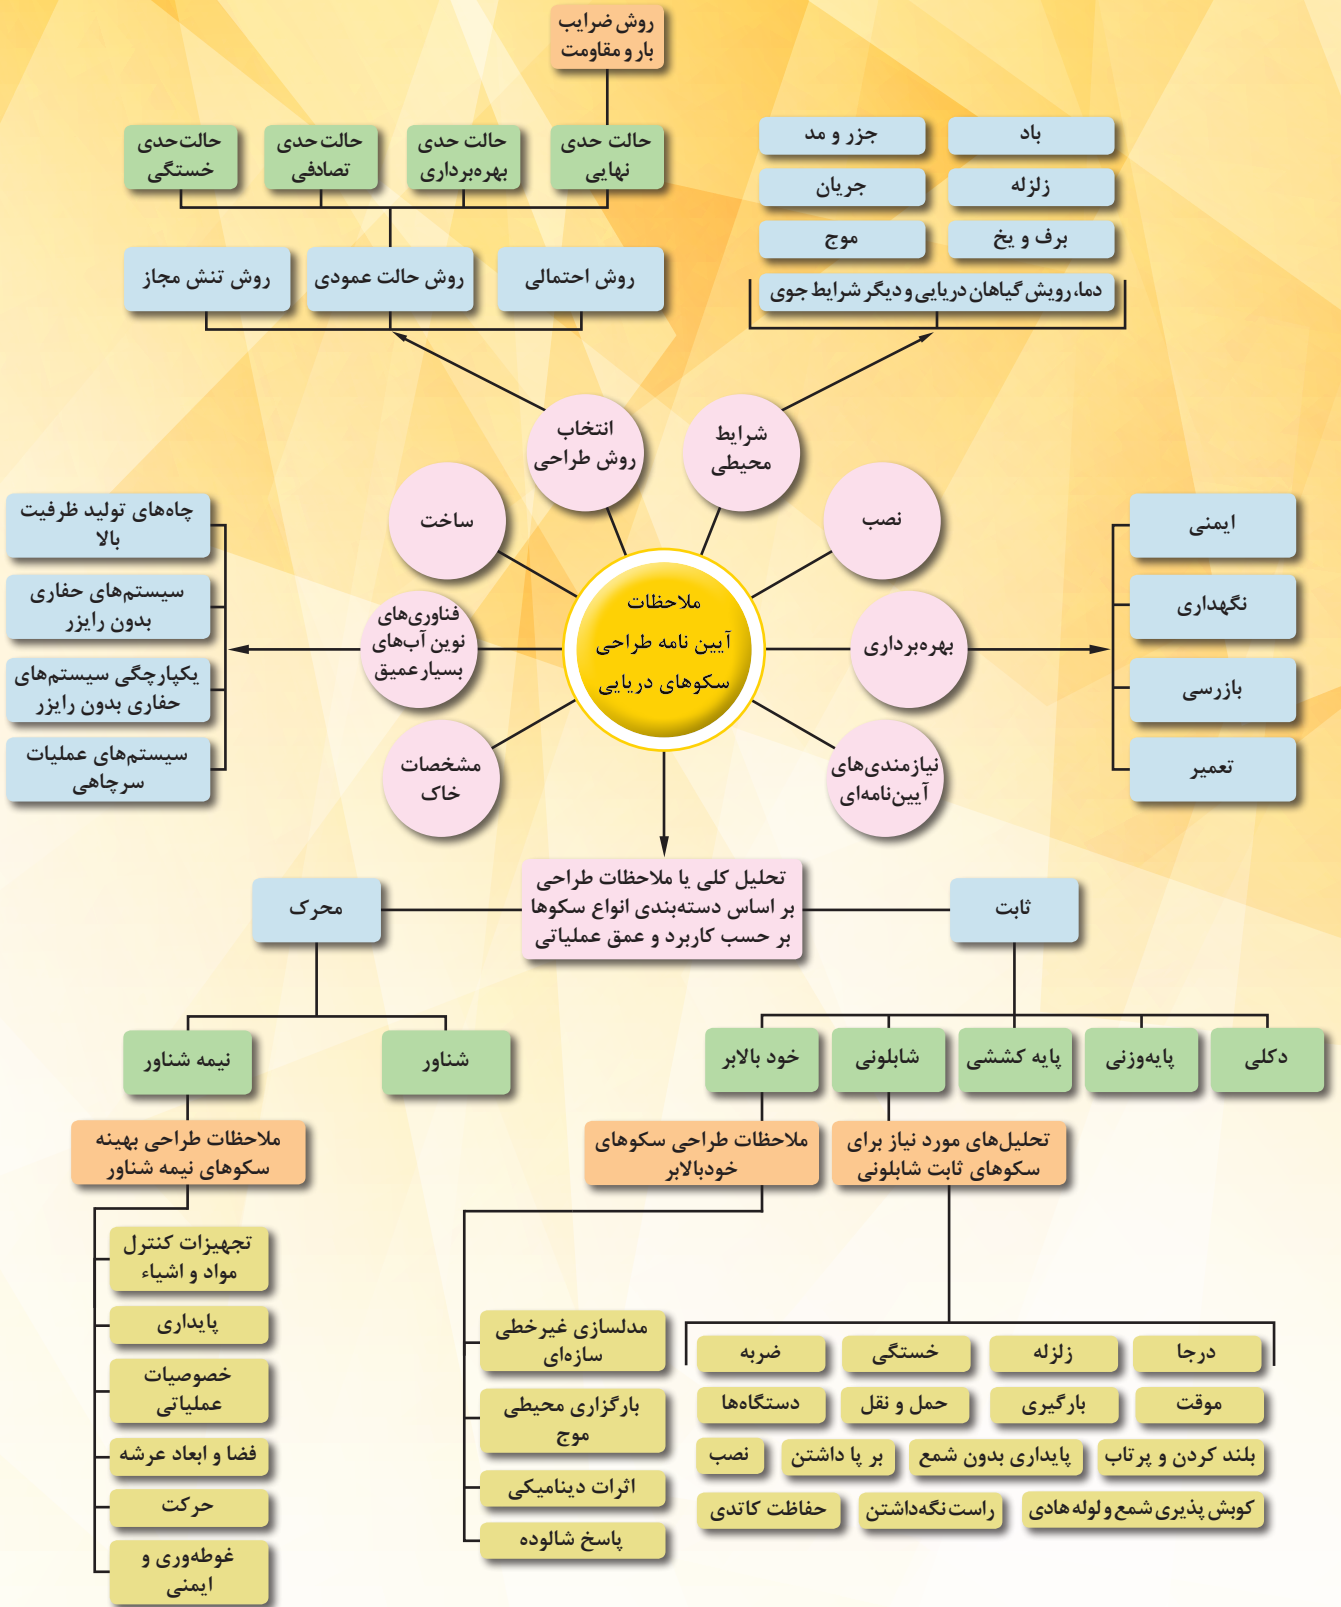 روش ضرایب
بار و مقاومت
حالت حدی
نهایی
حالت حدی
بهره‌برداری
حالت حدی
تصادفی
حالت حدی
خستگی
روش احتمالی
روش حالت عمودی
روش تنش مجاز
باد
جزر و مد
زلزله
جریان
برف و یخ
موج
دما، رویش گیاهان دریایی و دیگر شرایط جوی
انتخاب
روش طراحی
شرایط
محیطی
ساخت
نصب
فناوری‌های
نوین آب‌های
بسیار عمیق
بهره‌برداری
مشخصات
خاک
نیازمندی‌های
آیین‌نامه‌ای
ملاحظات
آیین نامه طراحی
سکوهای دریایی
ایمنی
نگهداری
بازرسی
تعمیر
چاه‌های تولید ظرفیت
بالا
سیستم‌های حفاری
بدون رایزر
یکپارچگی سیستم‌های
حفاری بدون رایزر
سیستم‌های عملیات
سرچاهی
تحلیل کلی یا ملاحظات طراحی
بر اساس دسته‌بندی انواع سکوها
بر حسب کاربرد و عمق عملیاتی
ثابت
محرک
دکلی
پایه‌وزنی
پایه کششی
شابلونی
خود بالابر
شناور
نیمه شناور
تحلیل‌های مورد نیاز برای
سکوهای ثابت شابلونی
ملاحظات طراحی سکوهای
خودبالابر
ملاحظات طراحی بهینه
سکوهای نیمه شناور
درجا
زلزله
خستگی
ضربه
موقت
بارگیری
حمل و نقل
دستگاه‌ها
بلند کردن و پرتاب
پایداری بدون شمع
بر پا داشتن
نصب
کوبش پذیری شمع و لوله هادی
راست نگه‌داشتن
حفاظت کاتدی
مدلسازی غیرخطی
سازه‌ای
بارگزاری محیطی
موج
اثرات دینامیکی
پاسخ شالوده
تجهیزات کنترل
مواد و اشیاء
پایداری
خصوصیات
عملیاتی
فضا و ابعاد عرشه
حرکت
غوطه‌وری و
ایمنی